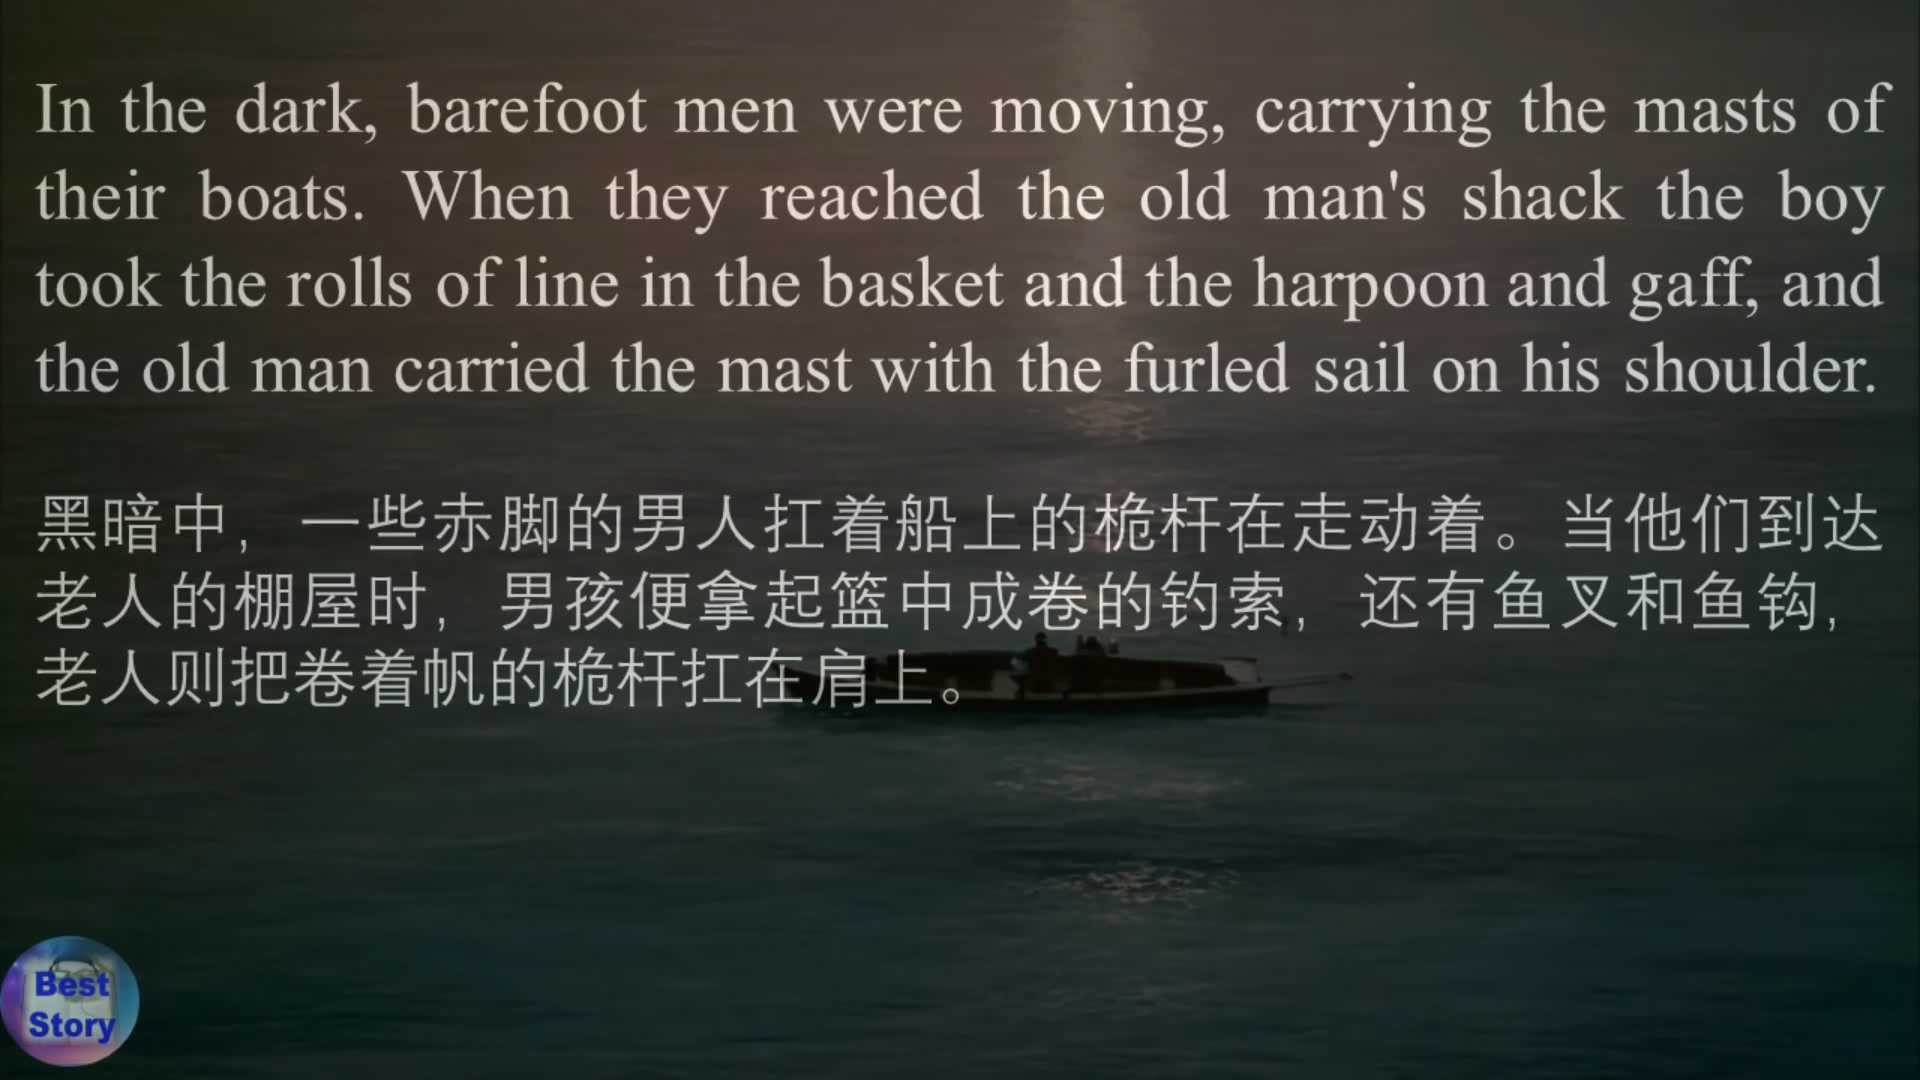 In the dark, barefoot men were moving, carrying the masts of
their boats. When they reached the old man's shack the boy
took the rolls of line in the basket and the harpoon and gaff, and
the old man carried the mast with the furled sail on his shoulder.
黑暗中，一些赤脚的男人扛着船上的桅杆在走动着。当他们到达
老人的棚屋时，男孩便拿起篮中成卷的钓索，还有鱼叉和鱼钩，
老人则把卷着帆的桅杆扛在肩上。
Best
Story